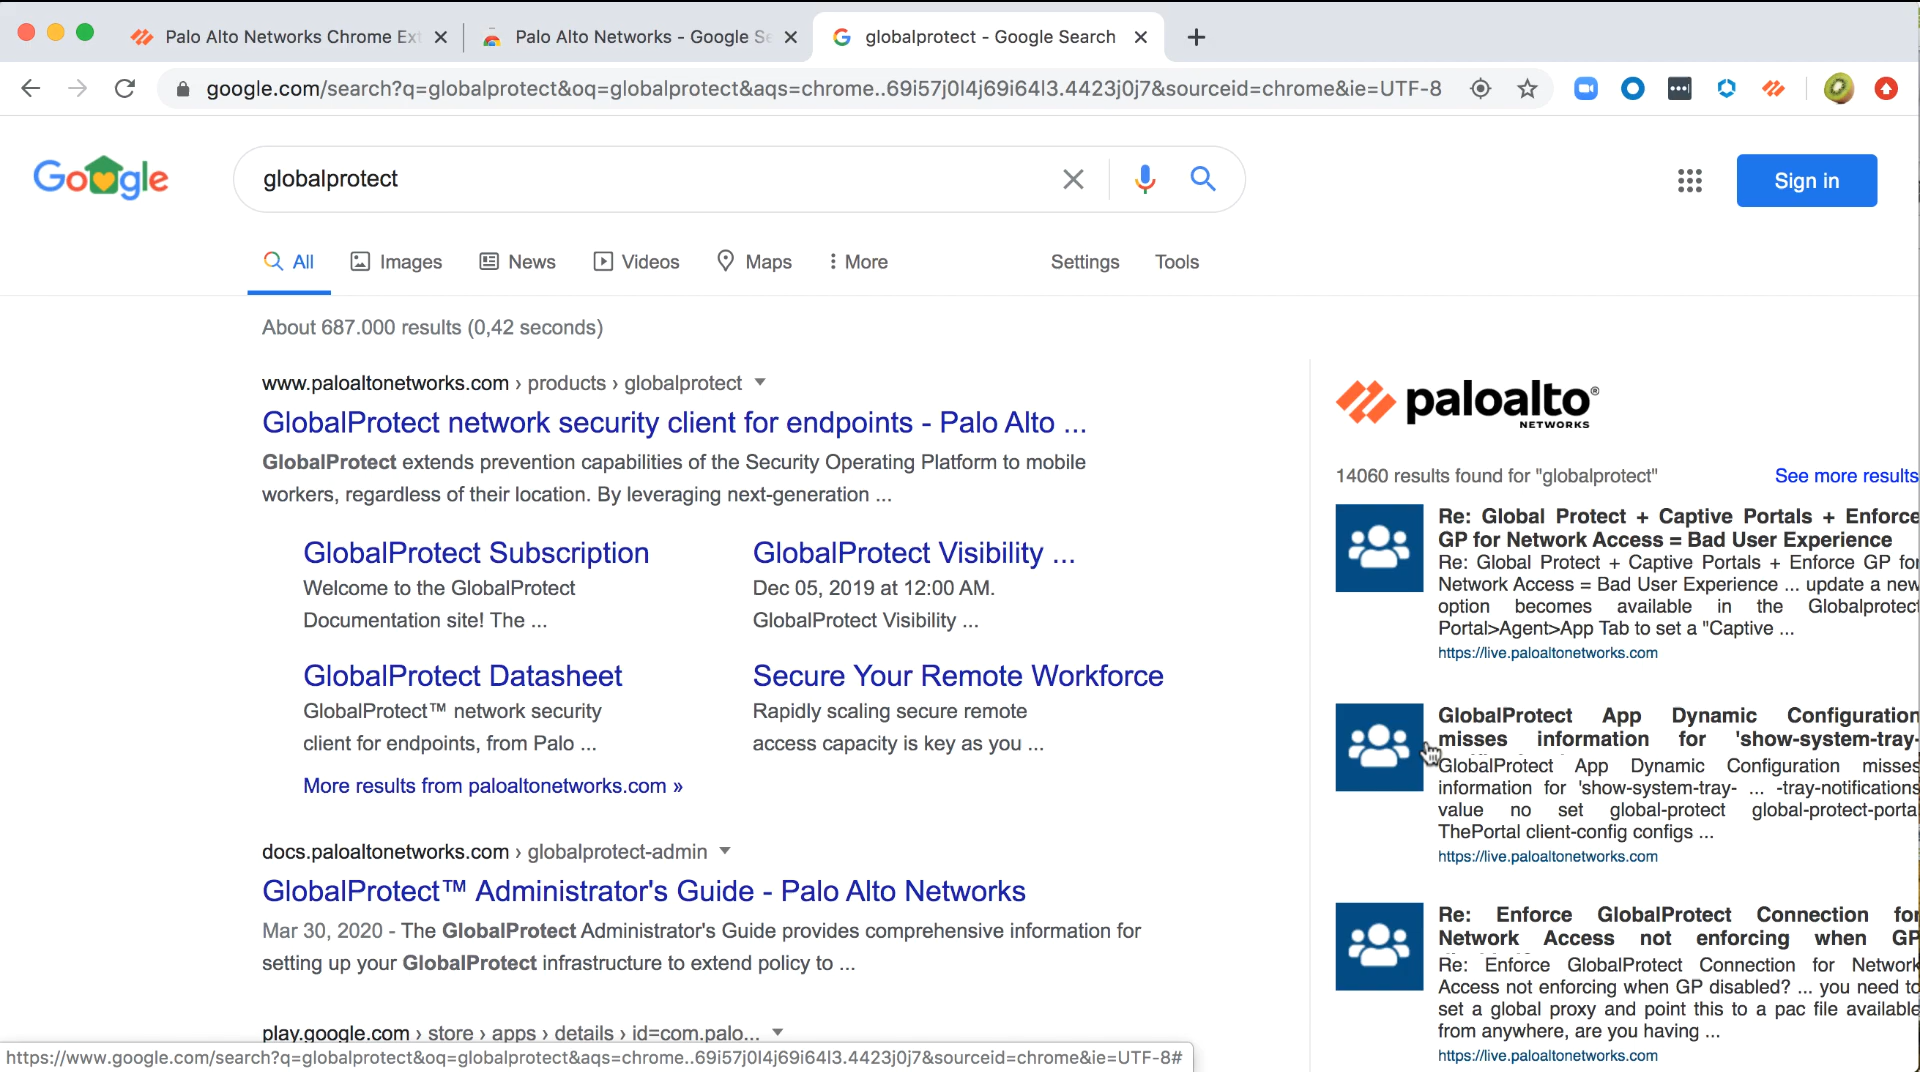 Palo Alto Networks Chrome Ext
Palo Alto Networks - Google Se
globalprotect - Google Search
google.com/search?q=globalprotect&oq=globalprotect&aqs=chrome..69i57j0l4j69i64l3.4423j0j7&sourceid=chrome&ie=UTF-8
Google
globalprotect
Sign in
All
Images
News
Videos
Maps
More
Settings
Tools
About 687.000 results (0,42 seconds)
www.paloaltonetworks.com › products › globalprotect
GlobalProtect network security client for endpoints - Palo Alto ...
GlobalProtect extends prevention capabilities of the Security Operating Platform to mobile
workers, regardless of their location. By leveraging next-generation ...
GlobalProtect Subscription
Welcome to the GlobalProtect
Documentation site! The ...
GlobalProtect Visibility ...
Dec 05, 2019 at 12:00 AM.
GlobalProtect Visibility ...
GlobalProtect Datasheet
GlobalProtect™ network security
client for endpoints, from Palo ...
Secure Your Remote Workforce
Rapidly scaling secure remote
access capacity is key as you ...
More results from paloaltonetworks.com »
docs.paloaltonetworks.com › globalprotect-admin
GlobalProtect™ Administrator's Guide - Palo Alto Networks
Mar 30, 2020 - The GlobalProtect Administrator's Guide provides comprehensive information for
setting up your GlobalProtect infrastructure to extend policy to ...
play.google.com › store › apps › details › id=com.palo...
https://www.google.com/search?q=globalprotect&oq=globalprotect&aqs=chrome..69i57j0l4j69i64l3.4423j0j7&sourceid=chrome&ie=UTF-8#
paloalto®
NETWORKS
14060 results found for "globalprotect"
See more results
Re: Global Protect + Captive Portals + Enforce
GP for Network Access = Bad User Experience
Re: Global Protect + Captive Portals + Enforce GP for
Network Access = Bad User Experience ... update a new
option becomes available in the Globalprotect
Portal>Agent>App Tab to set a "Captive ...
https://live.paloaltonetworks.com
GlobalProtect App Dynamic Configuration
misses information for 'show-system-tray-
GlobalProtect App Dynamic Configuration misses
information for 'show-system-tray- ... -tray-notifications
value no set global-protect global-protect-porta
ThePortal client-config configs ...
https://live.paloaltonetworks.com
Re: Enforce GlobalProtect Connection for
Network Access not enforcing when GP
Re: Enforce GlobalProtect Connection for Network
Access not enforcing when GP disabled? ... you need to
set a global proxy and point this to a pac file available
from anywhere, are you having ...
https://live.paloaltonetworks.com